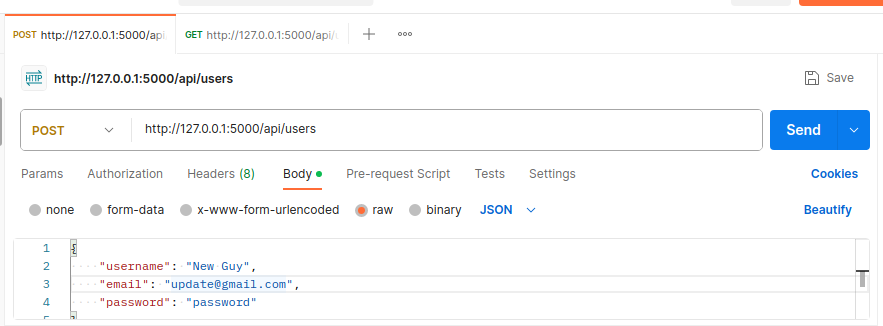 POST http://127.0.0.1:5000/api
GET http://127.0.0.1:5000/api/
HTTP http://127.0.0.1:5000/api/users
Save
POST http://127.0.0.1:5000/api/users
Send
Params Authorization Headers (8) Body Pre-request Script Tests Settings Cookies
none form-data x-www-form-urlencoded raw binary JSON Beautify
1 {
2 "username": "New Guy",
3 "email": "update@gmail.com",
4 "password": "password"
5 }